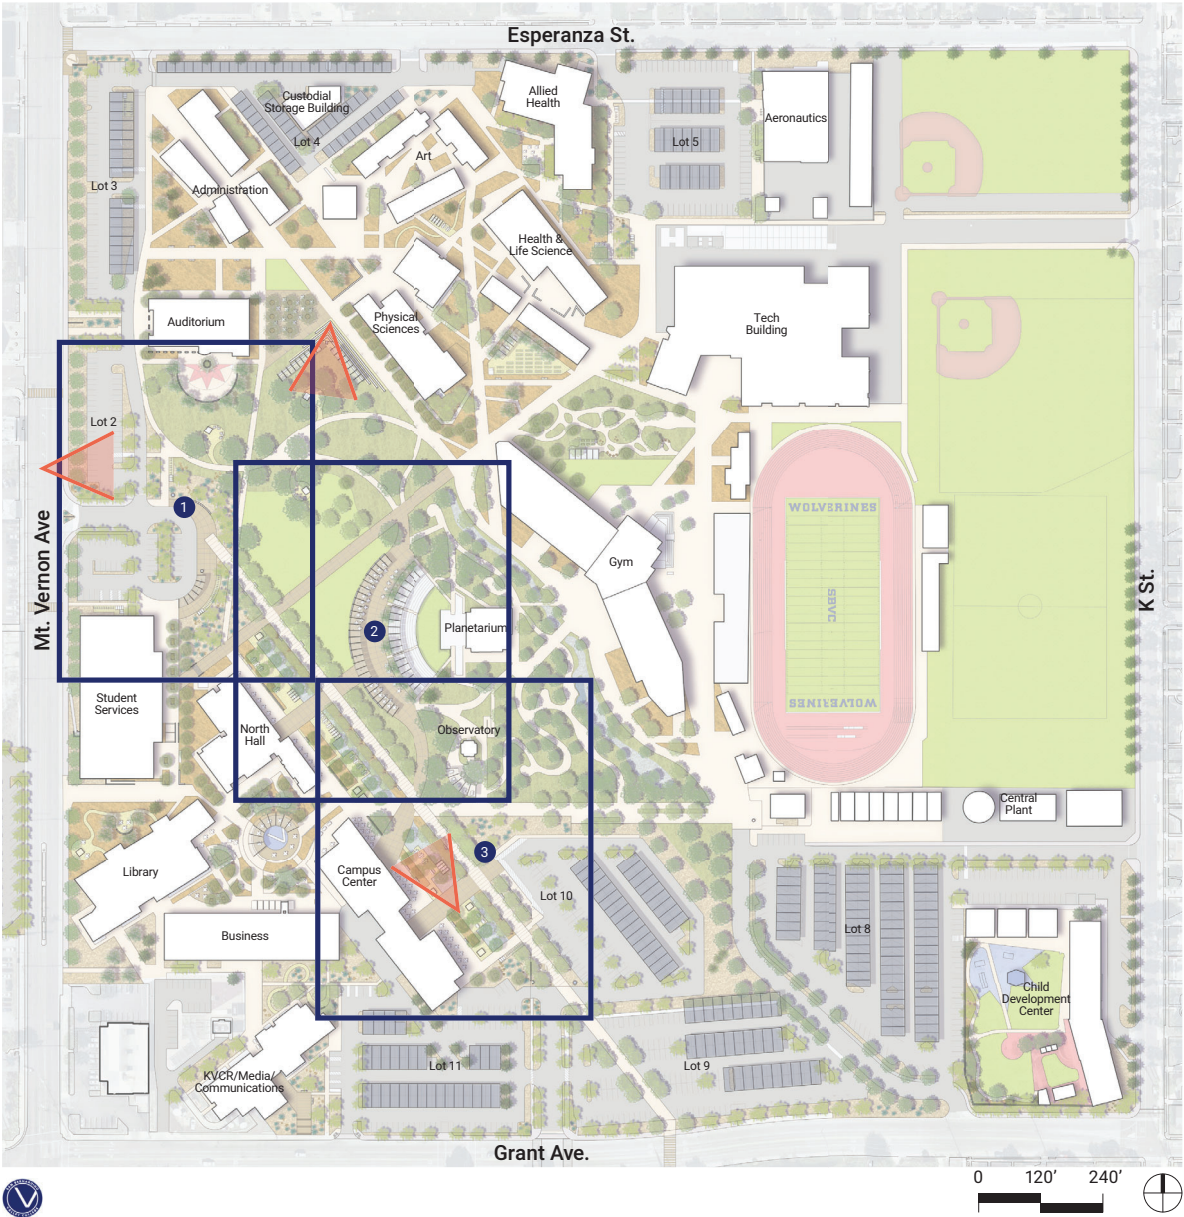 Esperanza St.
Allied
Health
Custodial
Storage Building
Aeronautics
Lot 4
Lot 5
Art
Lot 3
Administration
Health &
Life Science
Auditorium
Physical
Sciences
Tech
Building
Lot 2
1
WOLVERINES
Mt. Vernon Ave
Gym
K St.
SBVC
2
Planetarium
Student
Services
WOLVERINES
North
Hall
Observatory
Central
Plant
3
Library
Campus
Center
Lot 10
Business
Lot 8
Child
Development
Center
Lot 11
Lot 9
KVCR/Media/
Communications
Grant Ave.
0 120’ 240’
V